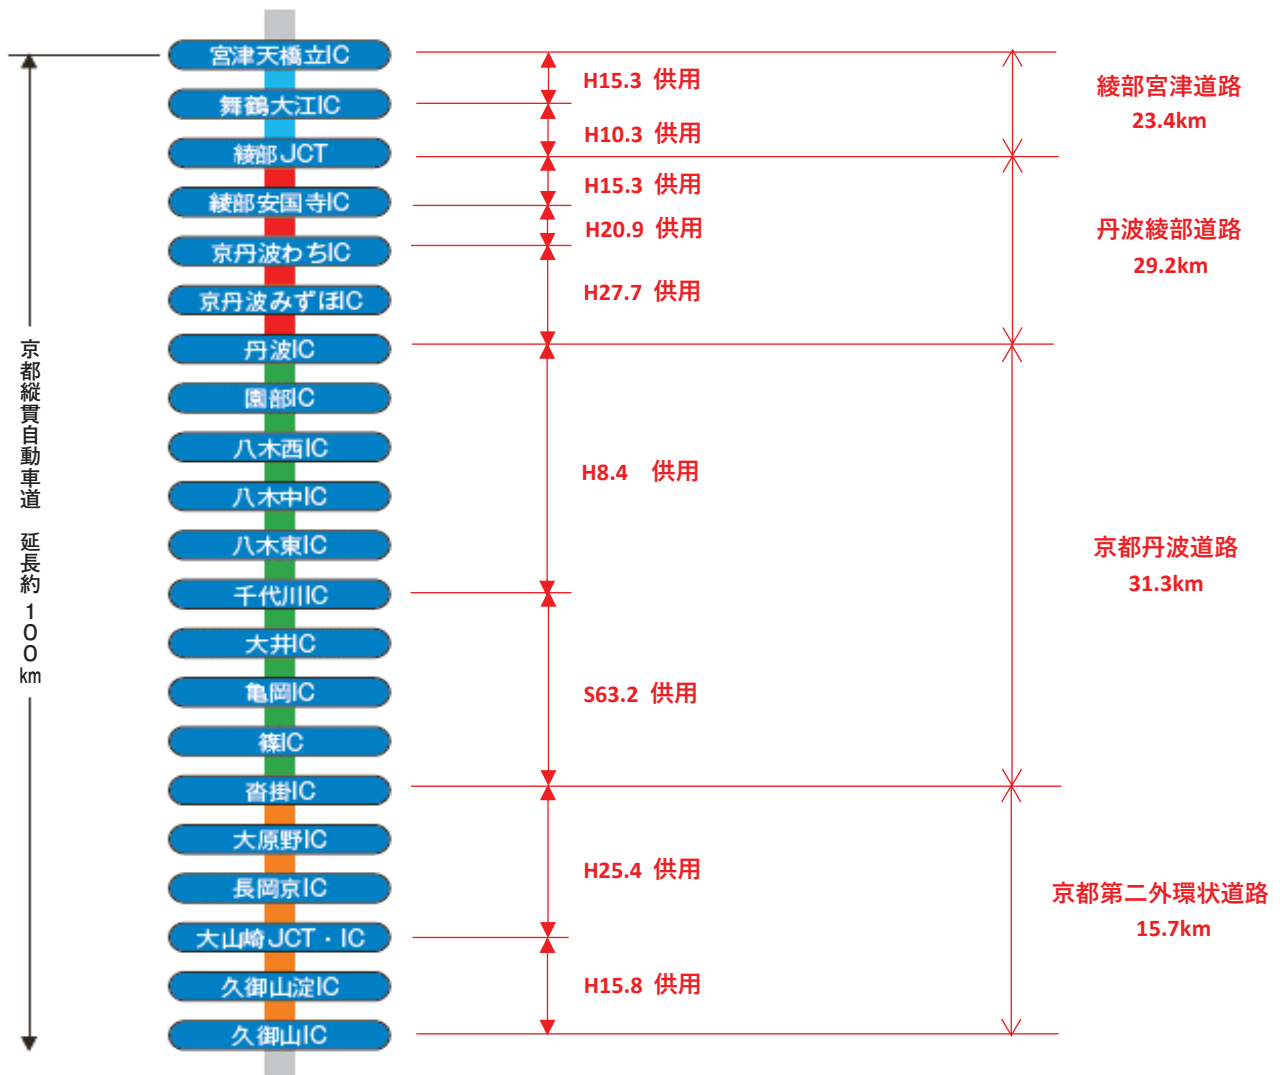 京都縦貫自動車道 延長約100km
宮津天橋立IC
舞鶴大江IC
綾部JCT
綾部安国寺IC
京丹波わちIC
京丹波みずほIC
丹波IC
園部IC
八木西IC
八木中IC
八木東IC
千代川IC
大井IC
亀岡IC
篠IC
沓掛IC
大原野IC
長岡京IC
大山崎JCT・IC
久御山淀IC
久御山IC
H15.3 供用
H10.3 供用
H15.3 供用
H20.9 供用
H27.7 供用
H8.4 供用
S63.2 供用
H25.4 供用
H15.8 供用
綾部宮津道路
23.4km
丹波綾部道路
29.2km
京都丹波道路
31.3km
京都第二外環状道路
15.7km